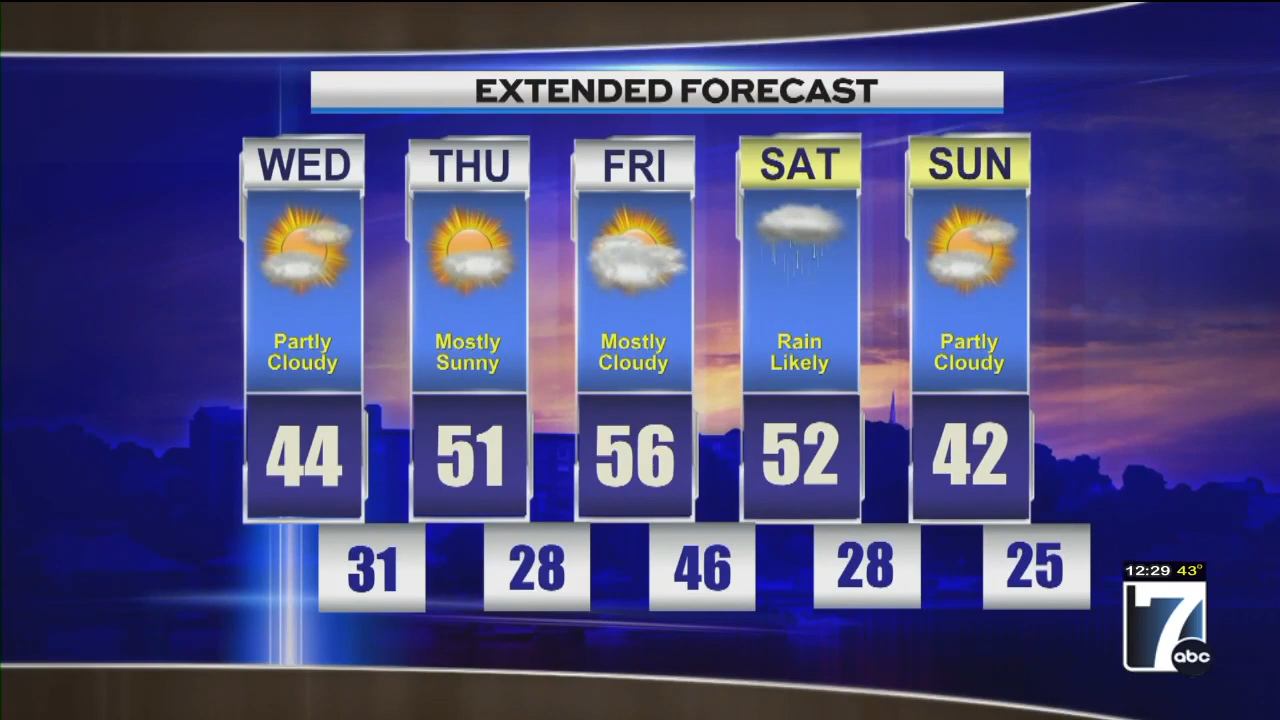 EXTENDED FORECAST
WED THU FRI SAT SUN
Partly Mostly Mostly Rain Partly
Cloudy Sunny Cloudy Likely Cloudy
44 51 56 52 42
31 28 46 28 25
12:29 43°
7
abc